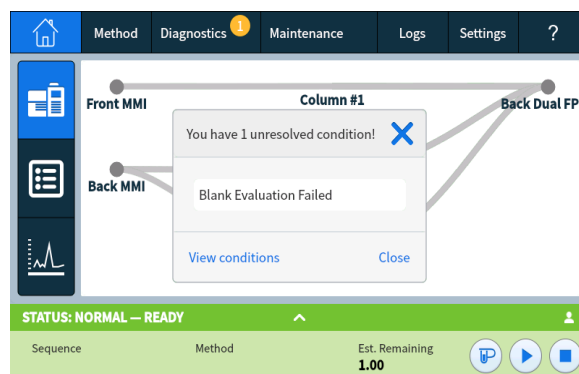 Method
Diagnostics
1
Maintenance
Logs
Settings
?
Front MMI
Column #1
Back Dual FP
Back MMI
You have 1 unresolved condition!
Blank Evaluation Failed
View conditions
Close
STATUS: NORMAL — READY
Sequence
Method
Est. Remaining
1.00